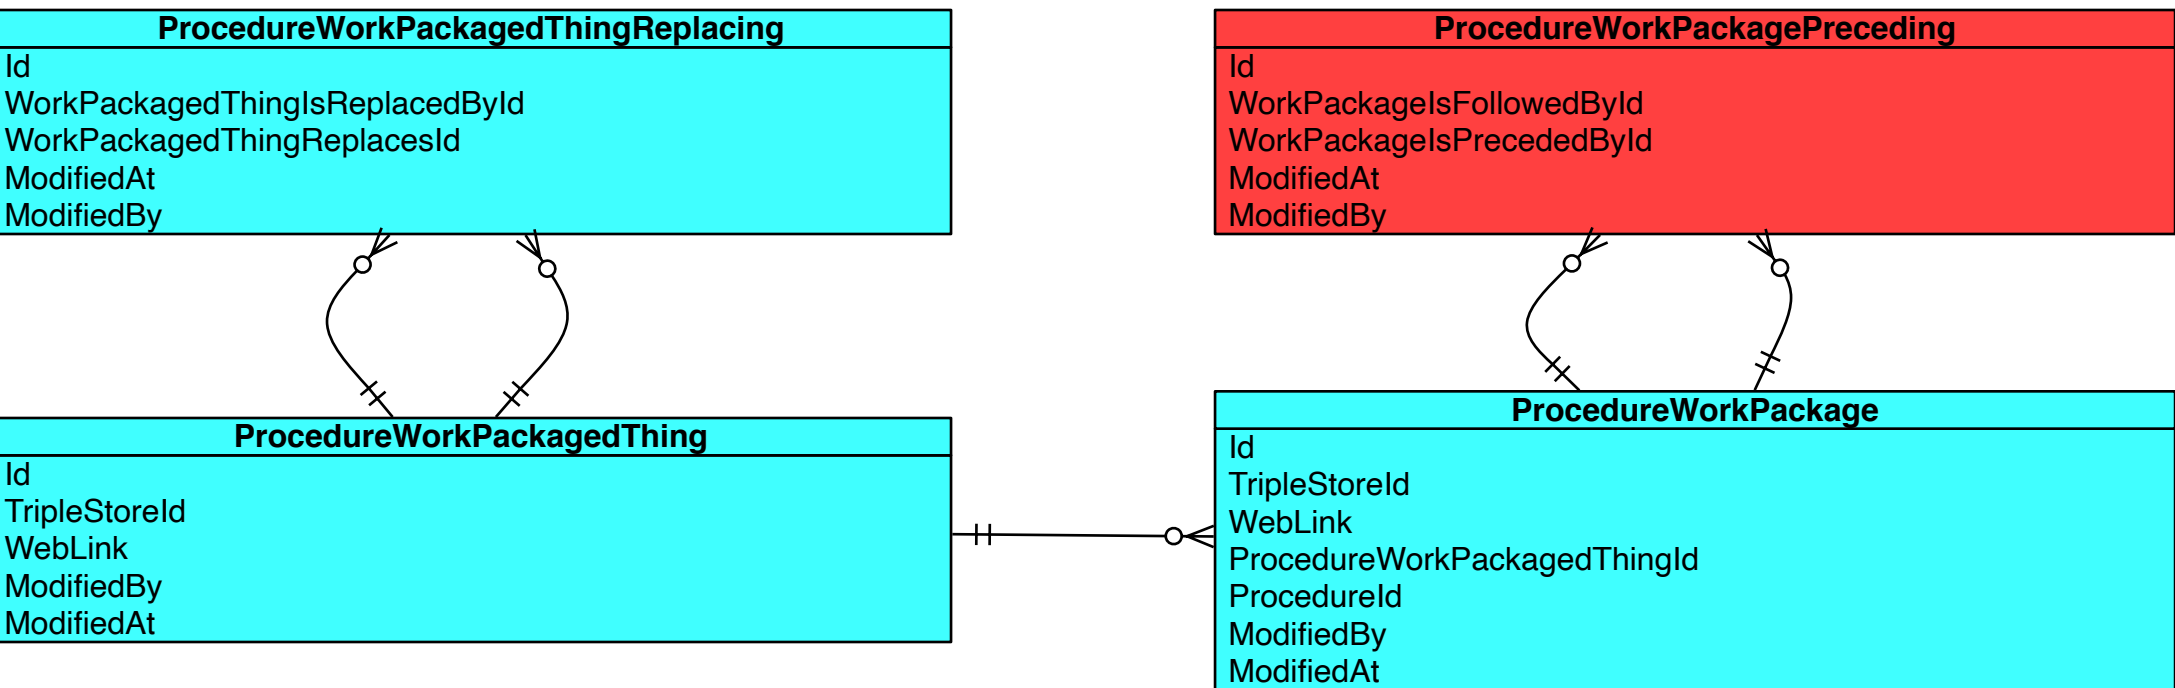 ProcedureWorkPackagedThingReplacing
Id
WorkPackagedThingIsReplacedById
WorkPackagedThingReplacesId
ModifiedAt
ModifiedBy
ProcedureWorkPackagePreceding
Id
WorkPackageIsFollowedById
WorkPackageIsPrecededById
ModifiedAt
ModifiedBy
ProcedureWorkPackagedThing
Id
TripleStoreId
WebLink
ModifiedBy
ModifiedAt
ProcedureWorkPackage
Id
TripleStoreId
WebLink
ProcedureWorkPackagedThingId
ProcedureId
ModifiedBy
ModifiedAt